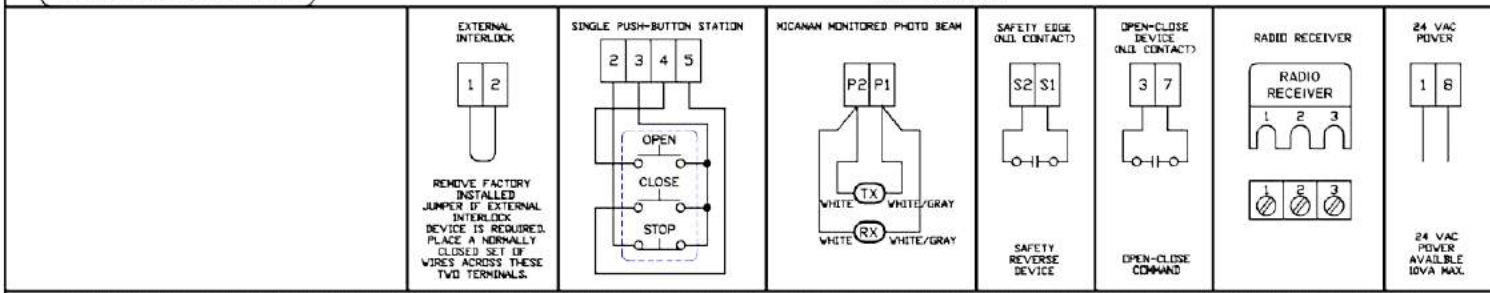 EXTERNAL
INTERLOCK
1 2
REMOVE FACTORY
INSTALLED
JUMPER IF EXTERNAL
INTERLOCK
DEVICE IS REQUIRED.
PLACE A NORMALLY
CLOSED SET OF
WIRES ACROSS THESE
TWO TERMINALS.
SINGLE PUSH-BUTTON STATION
2 3 4 5
OPEN
CLOSE
STOP
MICANAN MONITORED PHOTO BEAM
P2 P1
WHITE TX WHITE/GRAY
WHITE RX WHITE/GRAY
SAFETY EDGE
(N.O. CONTACT)
S2 S1
SAFETY
REVERSE
DEVICE
OPEN-CLOSE
DEVICE
(N.O. CONTACT)
3 7
OPEN-CLOSE
COMMAND
RADIO RECEIVER
RADIO
RECEIVER
1 2 3
1 2 3
24 VAC
POWER
1 8
24 VAC
POWER
AVAILBLE
10VA MAX.